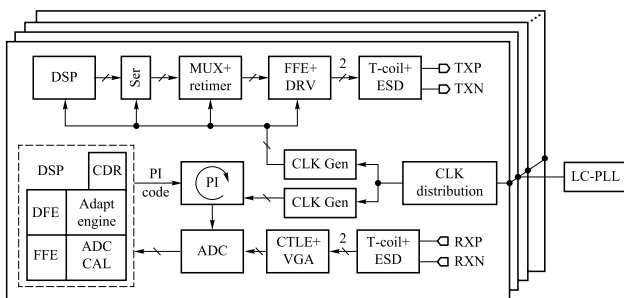 DSP
Ser
MUX+
retimer
FFE+
DRV
2
T-coil+
ESD
TXP
TXN
DSP
CDR
DFE
Adapt
engine
FFE
ADC
CAL
PI
code
PI
CLK Gen
CLK Gen
CLK
distribution
LC-PLL
ADC
CTLE+
VGA
2
T-coil+
ESD
RXP
RXN